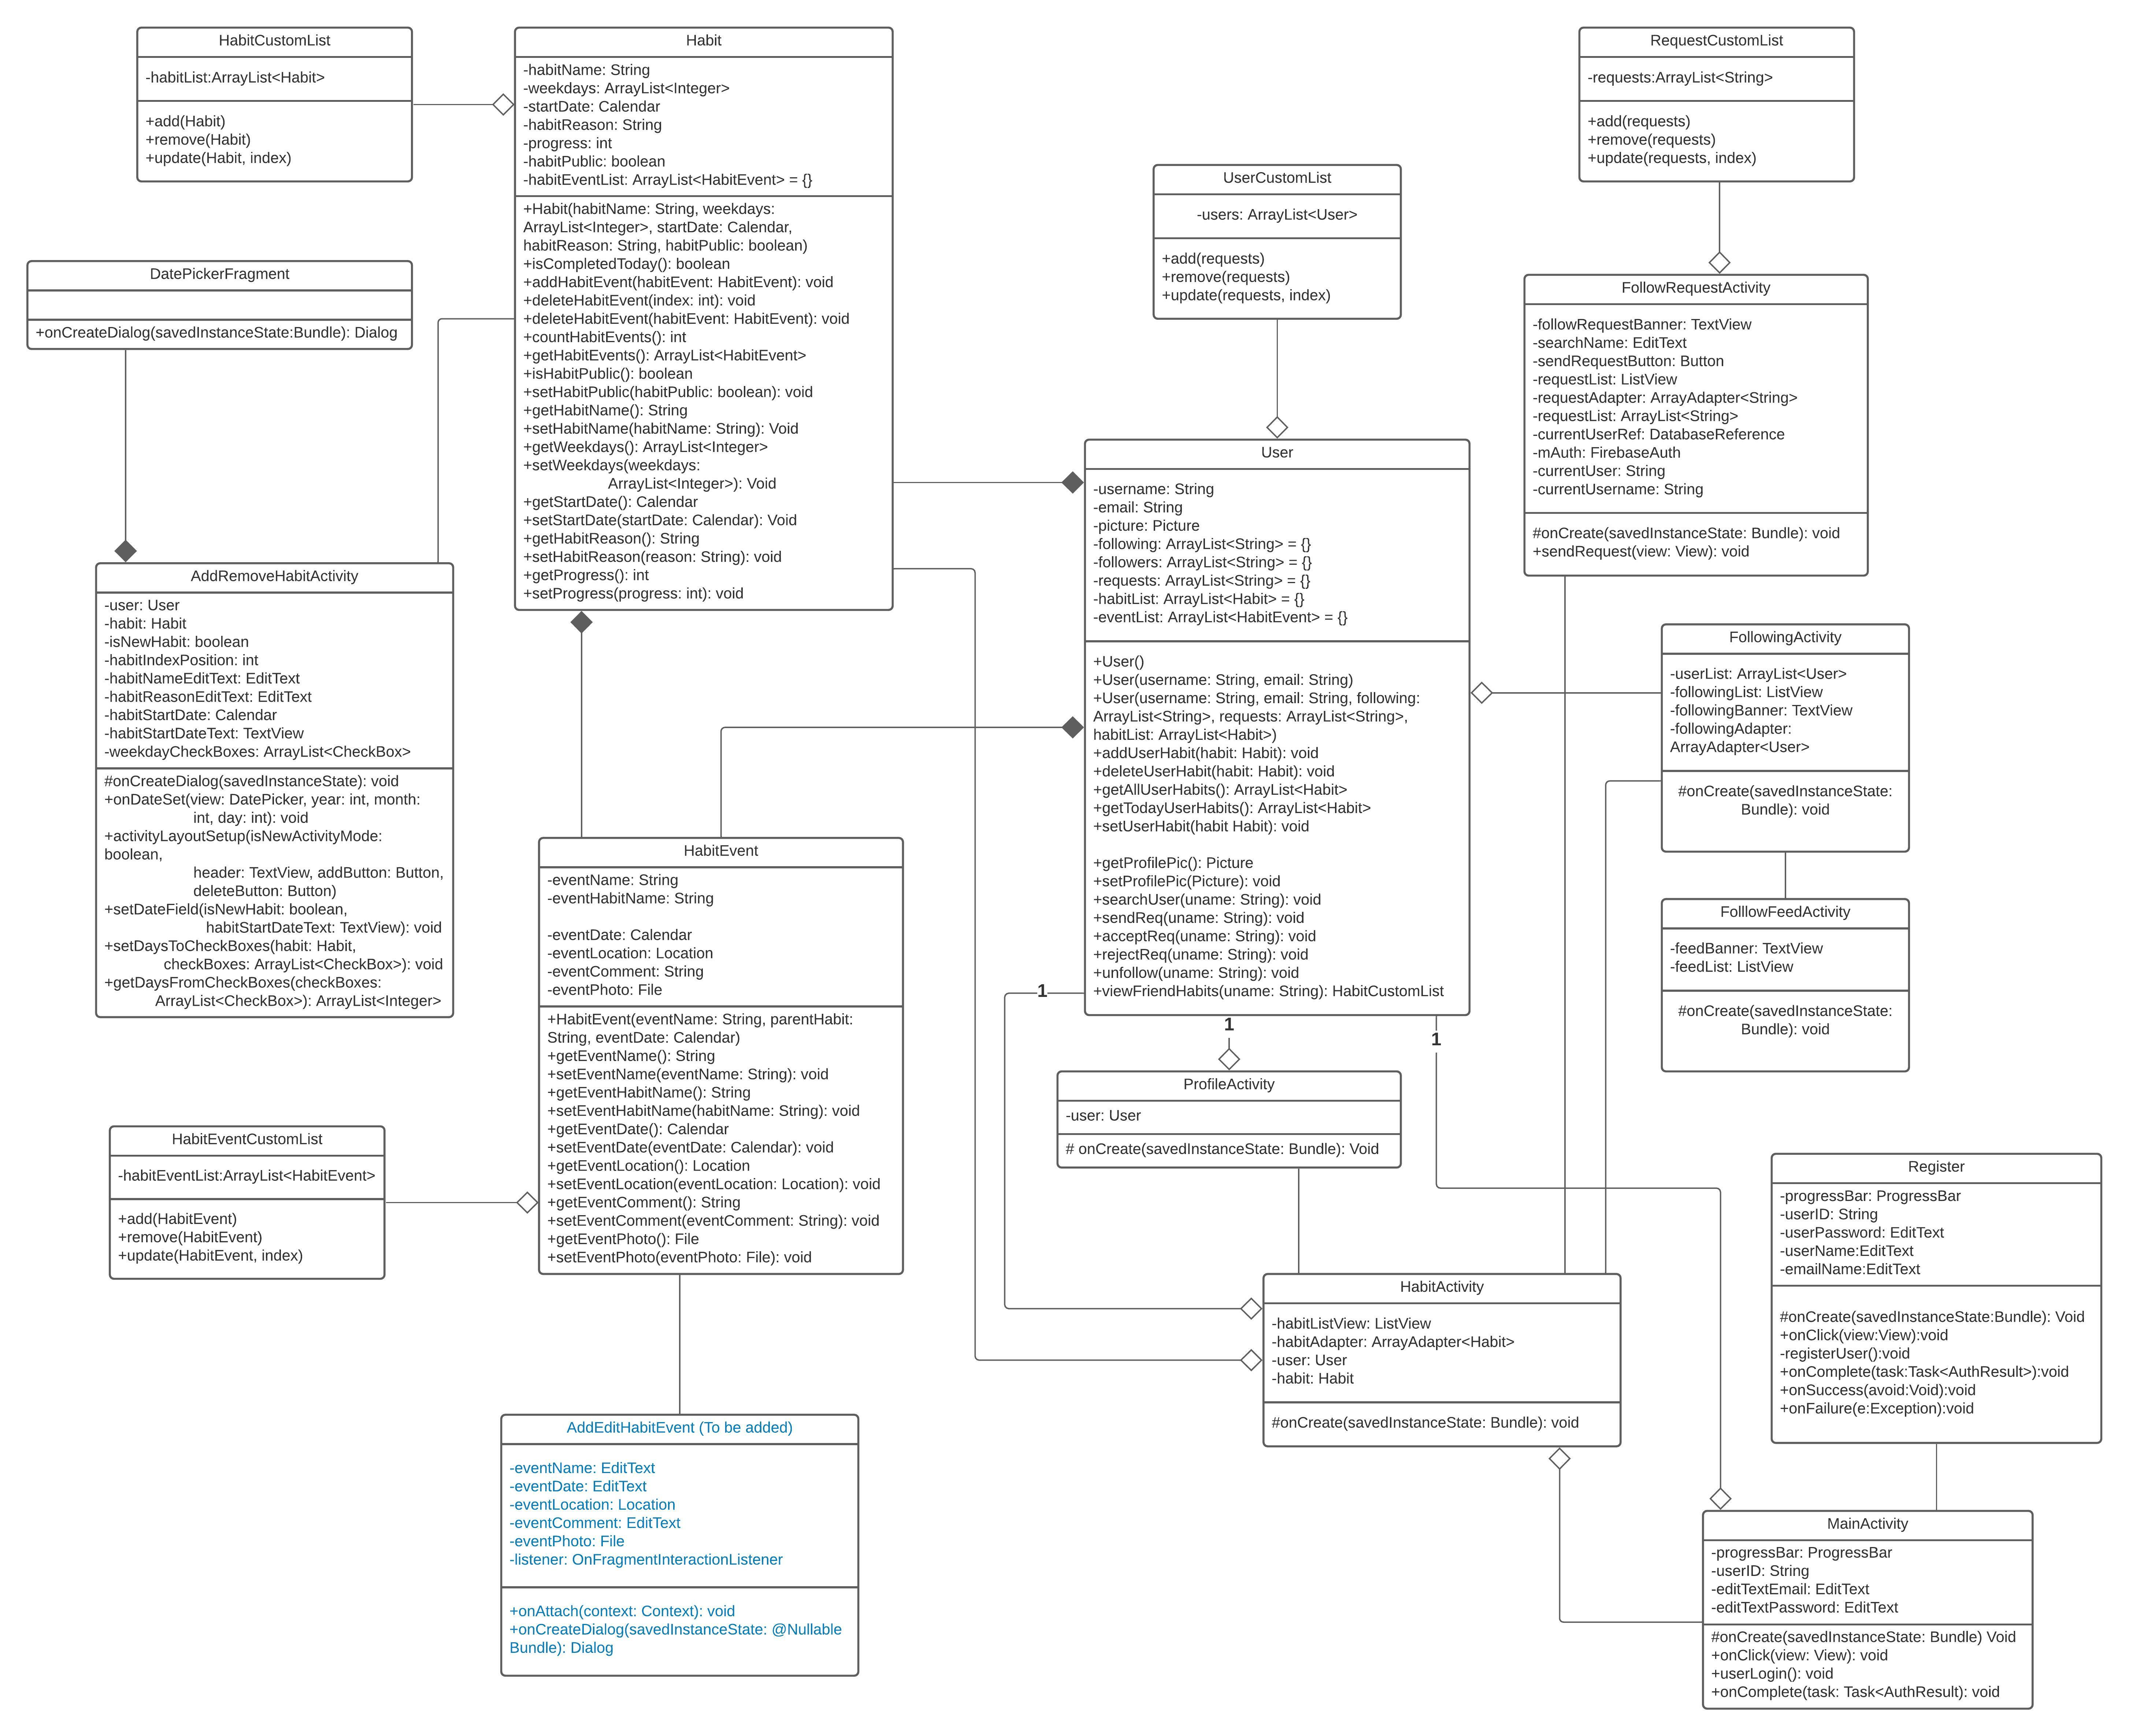 HabitCustomList
-habitList:ArrayList<Habit>
+add(Habit)
+remove(Habit)
+update(Habit, index)
Habit
-habitName: String
-weekdays: ArrayList<Integer>
-startDate: Calendar
-habitReason: String
-progress: int
-habitPublic: boolean
-habitEventList: ArrayList<HabitEvent> = {}
+Habit(habitName: String, weekdays:
ArrayList<Integer>, startDate: Calendar,
habitReason: String, habitPublic: boolean)
+isCompletedToday(): boolean
+addHabitEvent(habitEvent: HabitEvent): void
+deleteHabitEvent(index: int): void
+deleteHabitEvent(habitEvent: HabitEvent): void
+countHabitEvents(): int
+getHabitEvents(): ArrayList<HabitEvent>
+isHabitPublic(): boolean
+setHabitPublic(habitPublic: boolean): void
+getHabitName(): String
+setHabitName(habitName: String): Void
+getWeekdays(): ArrayList<Integer>
+setWeekdays(weekdays:
ArrayList<Integer>): Void
+getStartDate(): Calendar
+setStartDate(startDate: Calendar): Void
+getHabitReason(): String
+setHabitReason(reason: String): void
+getProgress(): int
+setProgress(progress: int): void
RequestCustomList
-requests:ArrayList<String>
+add(requests)
+remove(requests)
+update(requests, index)
UserCustomList
-users: ArrayList<User>
+add(requests)
+remove(requests)
+update(requests, index)
DatePickerFragment
+onCreateDialog(savedInstanceState:Bundle): Dialog
FollowRequestActivity
-followRequestBanner: TextView
-searchName: EditText
-sendRequestButton: Button
-requestList: ListView
-requestAdapter: ArrayAdapter<String>
-requestList: ArrayList<String>
-currentUserRef: DatabaseReference
-mAuth: FirebaseAuth
-currentUser: String
-currentUsername: String
#onCreate(savedInstanceState: Bundle): void
+sendRequest(view: View): void
User
-username: String
-email: String
-picture: Picture
-following: ArrayList<String> = {}
-followers: ArrayList<String> = {}
-requests: ArrayList<String> = {}
-habitList: ArrayList<Habit> = {}
-eventList: ArrayList<HabitEvent> = {}
+User()
+User(username: String, email: String)
+User(username: String, email: String, following:
ArrayList<String>, requests: ArrayList<String>,
habitList: ArrayList<Habit>)
+addUserHabit(habit: Habit): void
+deleteUserHabit(habit: Habit): void
+getAllUserHabits(): ArrayList<Habit>
+getTodayUserHabits(): ArrayList<Habit>
+setUserHabit(habit Habit): void
+getProfilePic(): Picture
+setProfilePic(Picture): void
+searchUser(uname: String): void
+sendReq(uname: String): void
+acceptReq(uname: String): void
+rejectReq(uname: String): void
+unfollow(uname: String): void
+viewFriendHabits(uname: String): HabitCustomList
AddRemoveHabitActivity
-user: User
-habit: Habit
-isNewHabit: boolean
-habitIndexPosition: int
-habitNameEditText: EditText
-habitReasonEditText: EditText
-habitStartDate: Calendar
-habitStartDateText: TextView
-weekdayCheckBoxes: ArrayList<CheckBox>
#onCreateDialog(savedInstanceState): void
+onDateSet(view: DatePicker, year: int, month:
int, day: int): void
+activityLayoutSetup(isNewActivityMode:
boolean,
header: TextView, addButton: Button,
deleteButton: Button)
+setDateField(isNewHabit: boolean,
habitStartDateText: TextView): void
+setDaysToCheckBoxes(habit: Habit,
checkBoxes: ArrayList<CheckBox>): void
+getDaysFromCheckBoxes(checkBoxes:
ArrayList<CheckBox>): ArrayList<Integer>
FollowingActivity
-userList: ArrayList<User>
-followingList: ListView
-followingBanner: TextView
-followingAdapter:
ArrayAdapter<User>
#onCreate(savedInstanceState:
Bundle): void
HabitEvent
-eventName: String
-eventHabitName: String
-eventDate: Calendar
-eventLocation: Location
-eventComment: String
-eventPhoto: File
+HabitEvent(eventName: String, parentHabit:
String, eventDate: Calendar)
+getEventName(): String
+setEventName(eventName: String): void
+getEventHabitName(): String
+setEventHabitName(habitName: String): void
+getEventDate(): Calendar
+setEventDate(eventDate: Calendar): void
+getEventLocation(): Location
+setEventLocation(eventLocation: Location): void
+getEventComment(): String
+setEventComment(eventComment: String): void
+getEventPhoto(): File
+setEventPhoto(eventPhoto: File): void
FolllowFeedActivity
-feedBanner: TextView
-feedList: ListView
#onCreate(savedInstanceState:
Bundle): void
1
1
1
ProfileActivity
-user: User
# onCreate(savedInstanceState: Bundle): Void
HabitEventCustomList
-habitEventList:ArrayList<HabitEvent>
+add(HabitEvent)
+remove(HabitEvent)
+update(HabitEvent, index)
Register
-progressBar: ProgressBar
-userID: String
-userPassword: EditText
-userName:EditText
-emailName:EditText
#onCreate(savedInstanceState:Bundle): Void
+onClick(view:View):void
-registerUser():void
+onComplete(task:Task<AuthResult>):void
+onSuccess(avoid:Void):void
+onFailure(e:Exception):void
HabitActivity
-habitListView: ListView
-habitAdapter: ArrayAdapter<Habit>
-user: User
-habit: Habit
#onCreate(savedInstanceState: Bundle): void
AddEditHabitEvent (To be added)
-eventName: EditText
-eventDate: EditText
-eventLocation: Location
-eventComment: EditText
-eventPhoto: File
-listener: OnFragmentInteractionListener
+onAttach(context: Context): void
+onCreateDialog(savedInstanceState: @Nullable
Bundle): Dialog
MainActivity
-progressBar: ProgressBar
-userID: String
-editTextEmail: EditText
-editTextPassword: EditText
#onCreate(savedInstanceState: Bundle) Void
+onClick(view: View): void
+userLogin(): void
+onComplete(task: Task<AuthResult): void